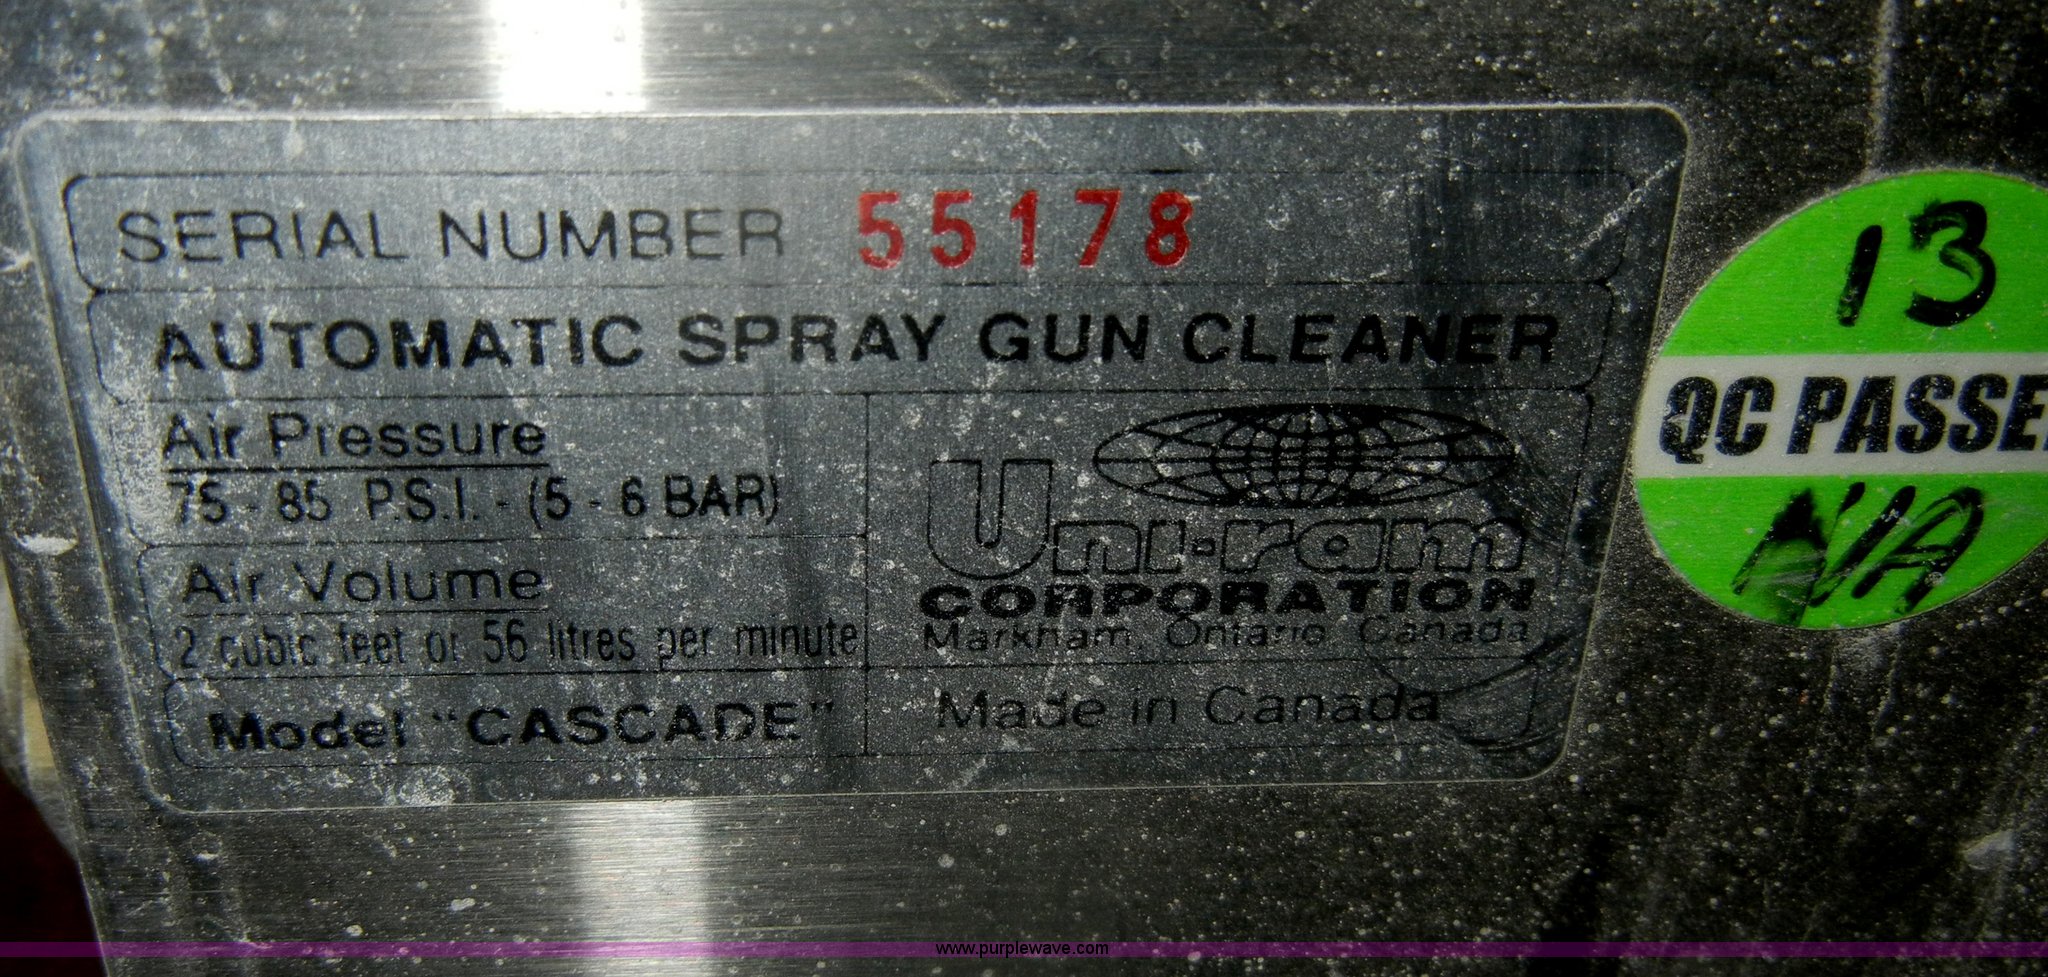 SERIAL NUMBER 55178
AUTOMATIC SPRAY GUN CLEANER
Air Pressure
75 - 85 P.S.I. - (5 - 6 BAR)
Air Volume
2 cubic feet or 56 litres per minute
Model "CASCADE"
Uni-ram
CORPORATION
Markham, Ontario Canada
Made in Canada
13
QC PASSE
N/A
www.purplewave.com